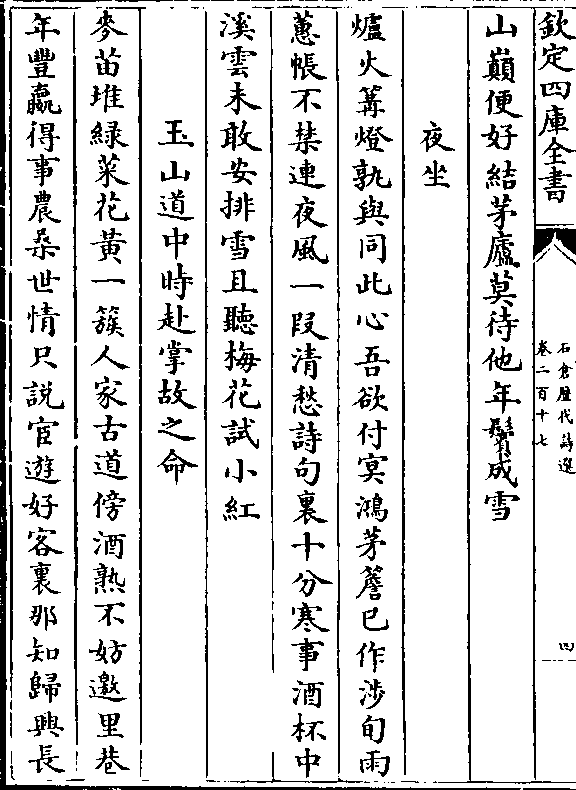 欽定四庫全書
石倉歷代詩選
卷二百十七
四
山巔便好結茅廬莫待他年鬢成雪
夜坐
爐火篝燈孰與同此心吾欲付冥鴻茅簷已作涉旬雨
蕙帳不禁連夜風一段清愁詩句裏十分寒事酒杯中
溪雲未敢安排雪且聽梅花試小紅
玉山道中時赴掌故之命
麥苗堆綠菜花黃一簇人家古道傍酒熟不妨邀里巷
年豐贏得事農桑世情只説宦遊好客裏那知歸興長